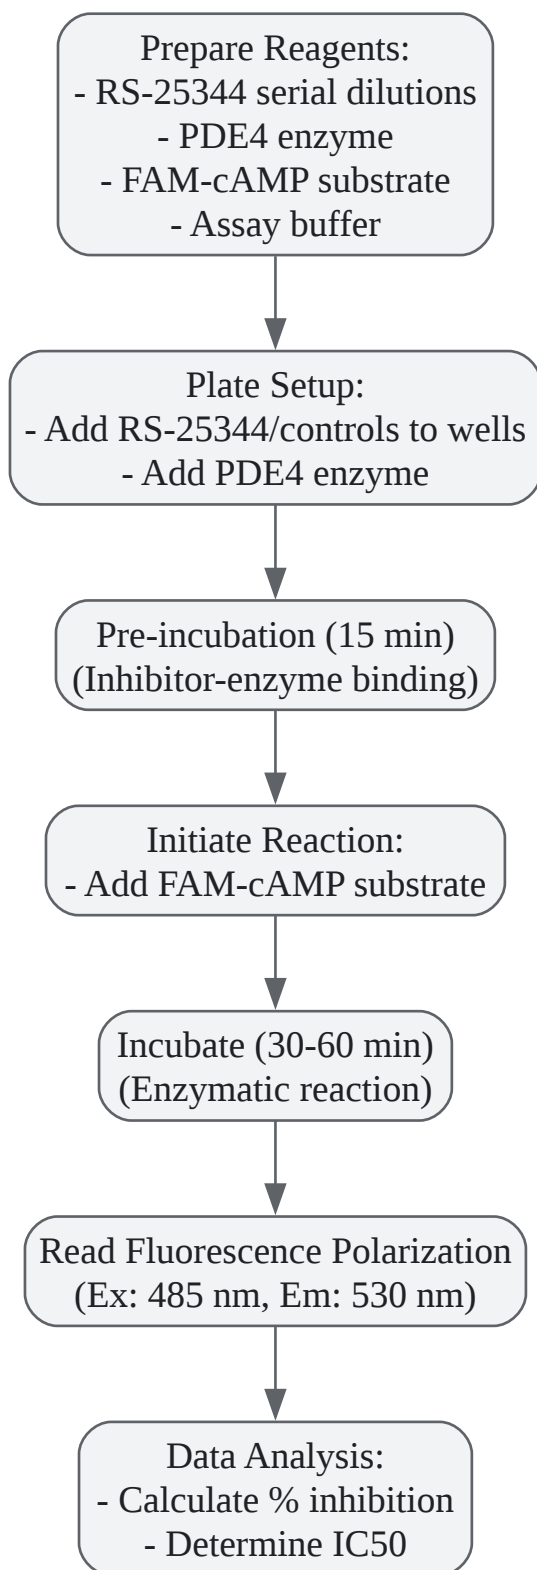 Prepare Reagents:
- RS-25344 serial dilutions
- PDE4 enzyme
- FAM-cAMP substrate
- Assay buffer
Plate Setup:
- Add RS-25344/controls to wells
- Add PDE4 enzyme
Pre-incubation (15 min)
(Inhibitor-enzyme binding)
Initiate Reaction:
- Add FAM-cAMP substrate
Incubate (30-60 min)
(Enzymatic reaction)
Read Fluorescence Polarization
(Ex: 485 nm, Em: 530 nm)
Data Analysis:
- Calculate % inhibition
- Determine IC50